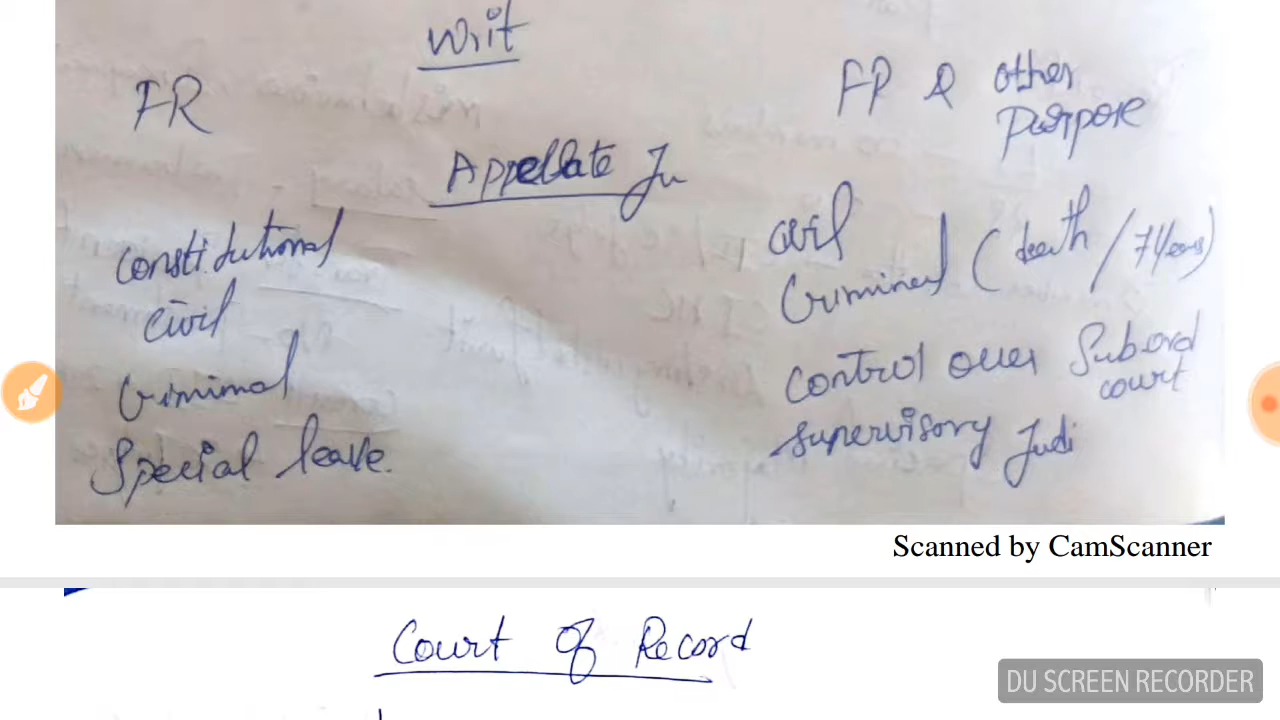 Writ
FR
FR & other
purpose
Appellate Ju
constitutional
civil
criminal
special leave.
civil
criminal (death / 7 years)
control over subord
court
supervisory Judi
Scanned by CamScanner
Court of Record
DU SCREEN RECORDER